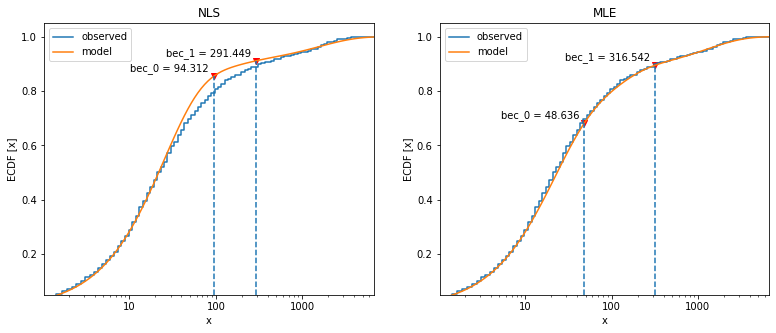 NLS
observed
model
bec_1 = 291.449
bec_0 = 94.312
ECDF [x]
1.0
0.8
0.6
0.4
0.2
10
100
1000
x
MLE
observed
model
bec_1 = 316.542
bec_0 = 48.636
ECDF [x]
1.0
0.8
0.6
0.4
0.2
10
100
1000
x